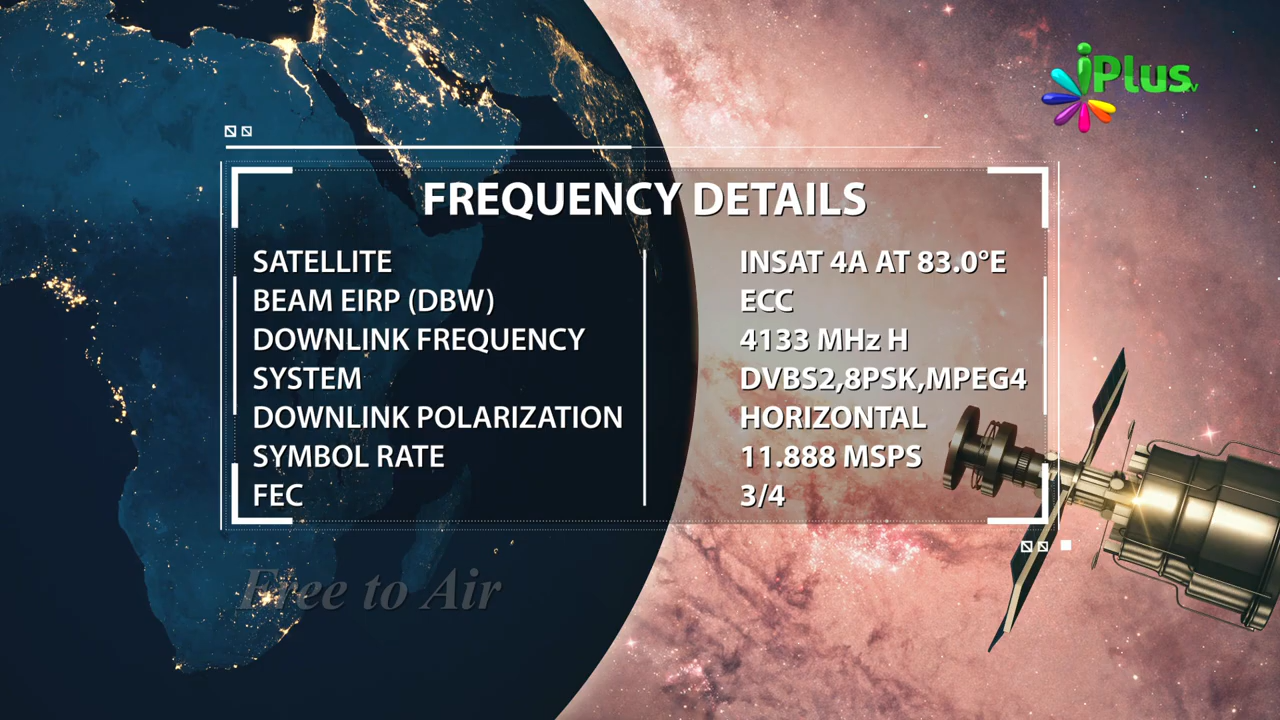 iPlus TV
FREQUENCY DETAILS
SATELLITE INSAT 4A AT 83.0°E
BEAM EIRP (DBW) ECC
DOWNLINK FREQUENCY 4133 MHz H
SYSTEM DVBS2,8PSK,MPEG4
DOWNLINK POLARIZATION HORIZONTAL
SYMBOL RATE 11.888 MSPS
FEC 3/4
Free to Air